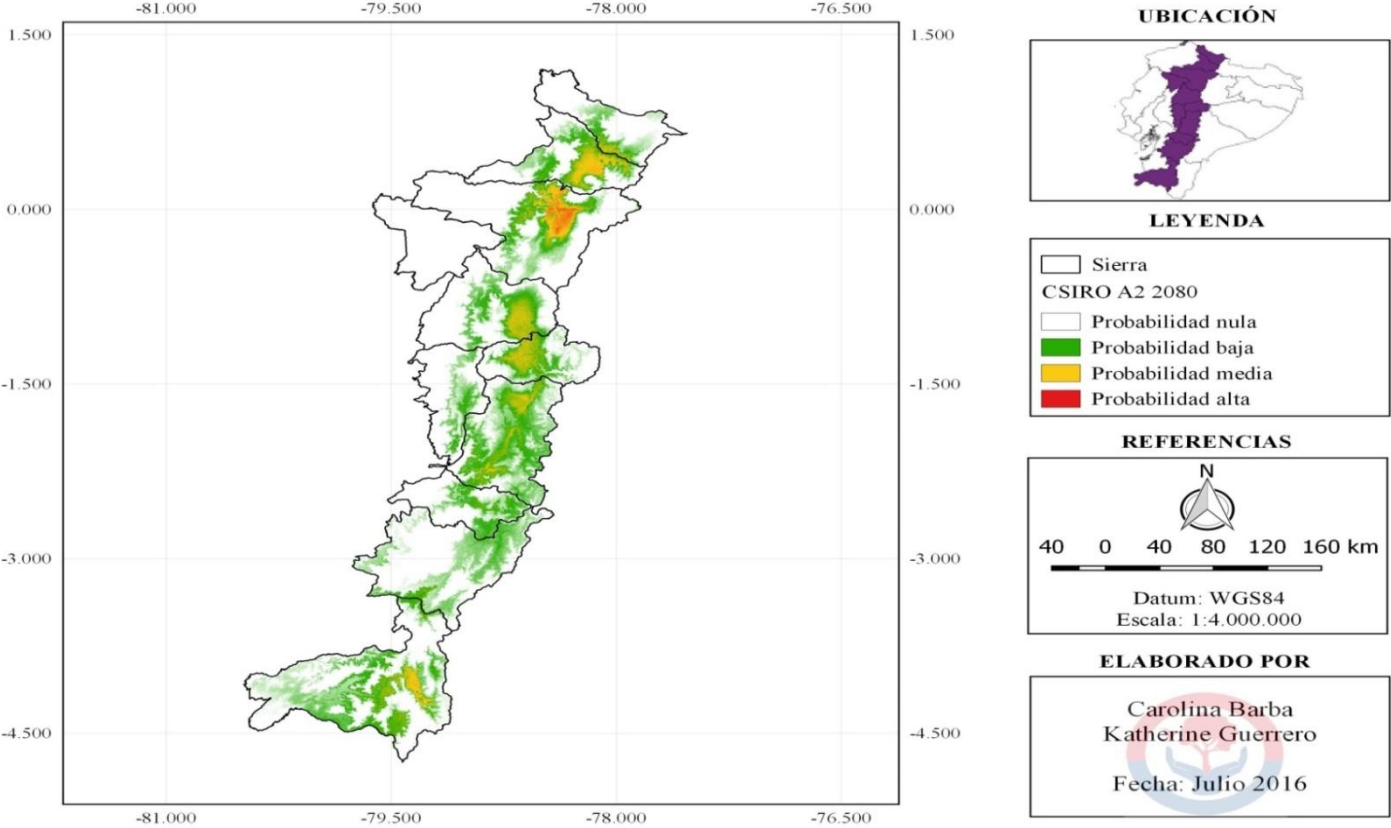 -81.000 -79.500 -78.000 -76.500
1.500 1.500
0.000 0.000
-1.500 -1.500
-3.000 -3.000
-4.500 -4.500
-81.000 -79.500 -78.000 -76.500
UBICACIÓN
LEYENDA
Sierra
CSIRO A2 2080
Probabilidad nula
Probabilidad baja
Probabilidad media
Probabilidad alta
REFERENCIAS
N
40 0 40 80 120 160 km
Datum: WGS84
Escala: 1:4.000.000
ELABORADO POR
Carolina Barba
Katherine Guerrero
Fecha: Julio 2016